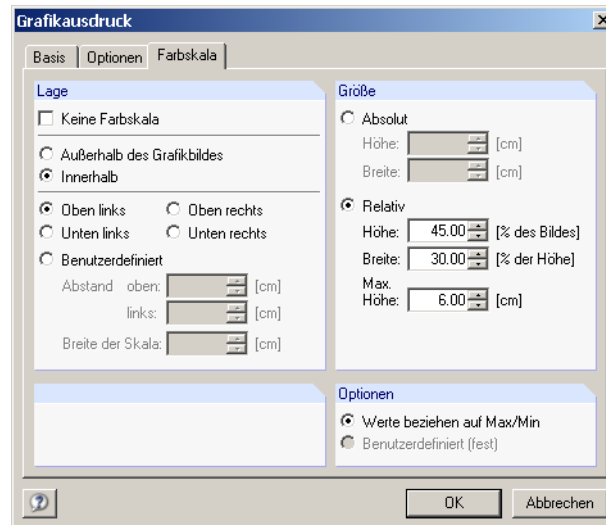 Grafikausdruck
Basis Optionen Farbskala
Lage
Keine Farbskala
Außerhalb des Grafikbildes
Innerhalb
Oben links Oben rechts
Unten links Unten rechts
Benutzerdefiniert
Abstand oben: [cm]
links: [cm]
Breite der Skala: [cm]
Größe
Absolut
Höhe: [cm]
Breite: [cm]
Relativ
Höhe: 45.00 [% des Bildes]
Breite: 30.00 [% der Höhe]
Max.
Höhe: 6.00 [cm]
Optionen
Werte beziehen auf Max/Min
Benutzerdefiniert (fest)
OK Abbrechen